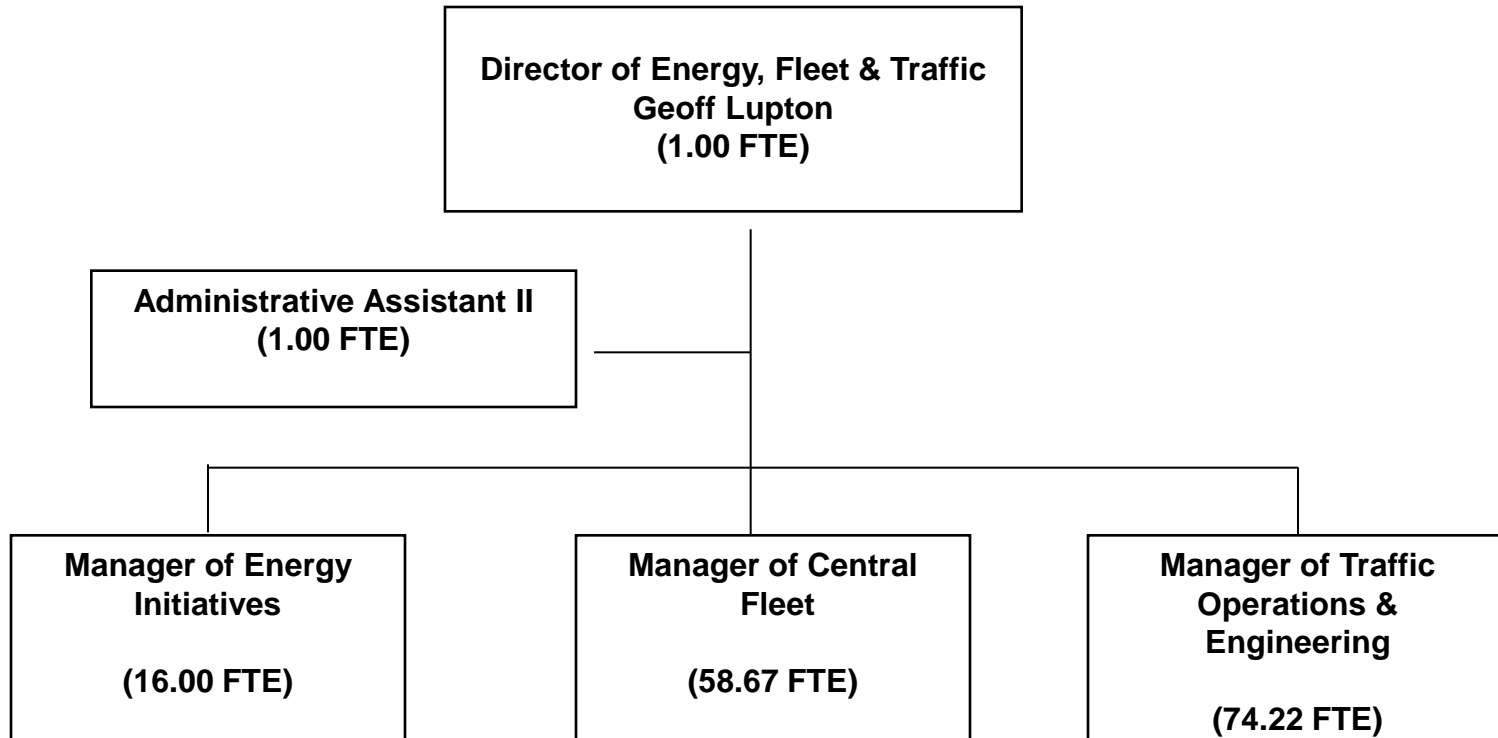 Director of Energy, Fleet & Traffic
Geoff Lupton
(1.00 FTE)
Administrative Assistant II
(1.00 FTE)
Manager of Energy
Initiatives
(16.00 FTE)
Manager of Central
Fleet
(58.67 FTE)
Manager of Traffic
Operations &
Engineering
(74.22 FTE)